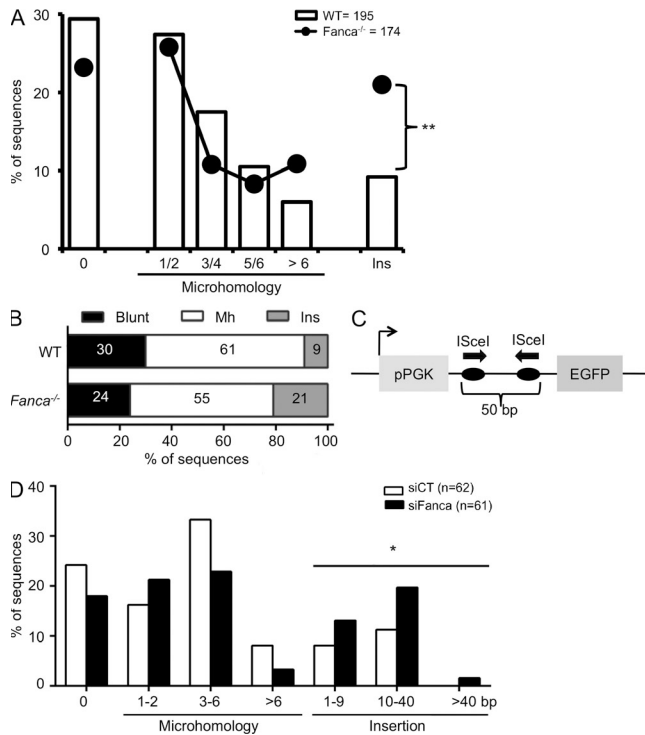 A
30
20
10
0
% of sequences
WT= 195
Fanca-/- = 174
**
0
1/2
3/4
5/6
> 6
Ins
Microhomology
B
Blunt
Mh
Ins
WT
30
61
9
Fanca-/-
24
55
21
0
20
40
60
80
100
% of sequences
C
ISceI
ISceI
pPGK
EGFP
50 bp
D
40
30
20
10
0
% of sequences
siCT (n=62)
siFanca (n=61)
*
0
1-2
3-6
>6
1-9
10-40
>40 bp
Microhomology
Insertion